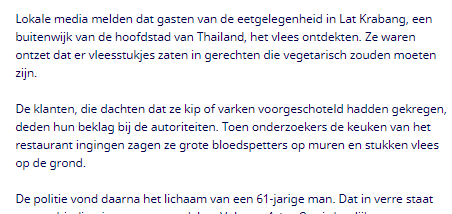 Lokale media melden dat gasten van de eetgelegenheid in Lat Krabang, een
buitenwijk van de hoofdstad van Thailand, het vlees ontdekten. Ze waren
ontzet dat er vleesstukjes zaten in gerechten die vegetarisch zouden moeten
zijn.
De klanten, die dachten dat ze kip of varken voorgeschoteld hadden gekregen,
deden hun beklag bij de autoriteiten. Toen onderzoekers de keuken van het
restaurant ingingen zagen ze grote bloedspetters op muren en stukken vlees
op de grond.
De politie vond daarna het lichaam van een 61-jarige man. Dat in verre staat